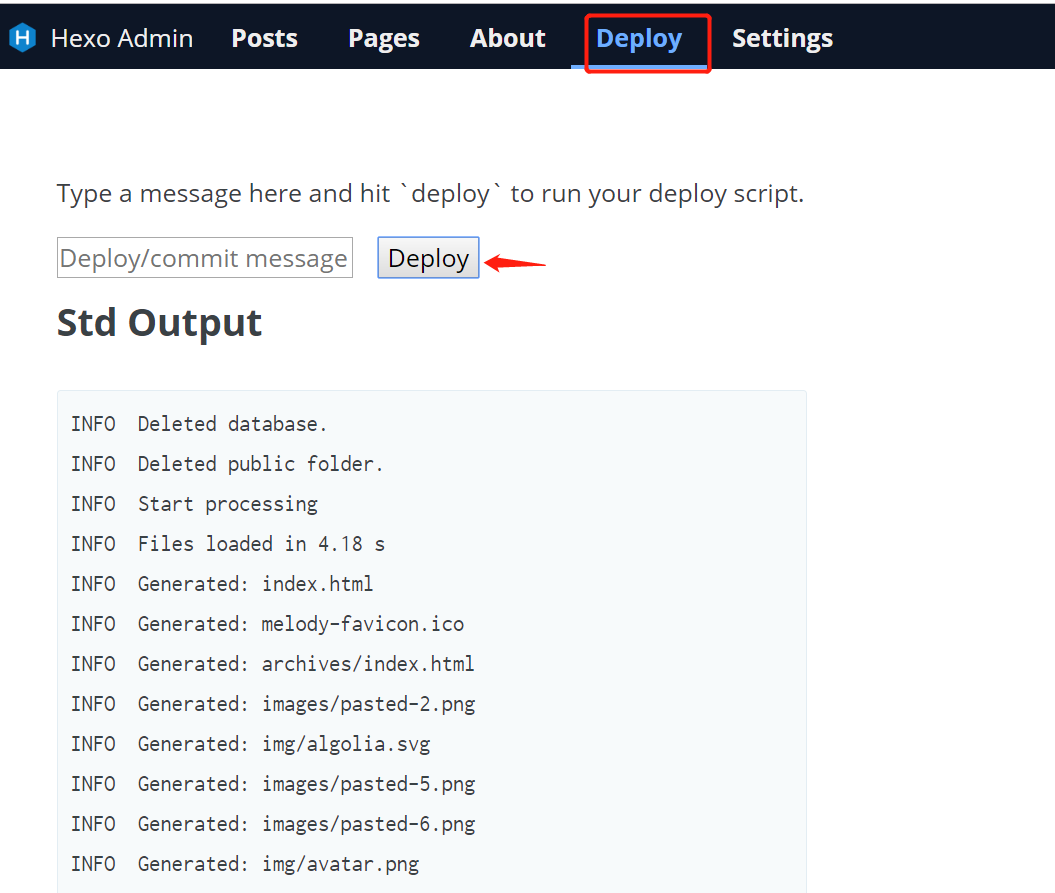 H Hexo Admin Posts Pages About Deploy Settings
Type a message here and hit `deploy` to run your deploy script.
Deploy/commit message Deploy
Std Output
INFO  Deleted database.
INFO  Deleted public folder.
INFO  Start processing
INFO  Files loaded in 4.18 s
INFO  Generated: index.html
INFO  Generated: melody-favicon.ico
INFO  Generated: archives/index.html
INFO  Generated: images/pasted-2.png
INFO  Generated: img/algolia.svg
INFO  Generated: images/pasted-5.png
INFO  Generated: images/pasted-6.png
INFO  Generated: img/avatar.png